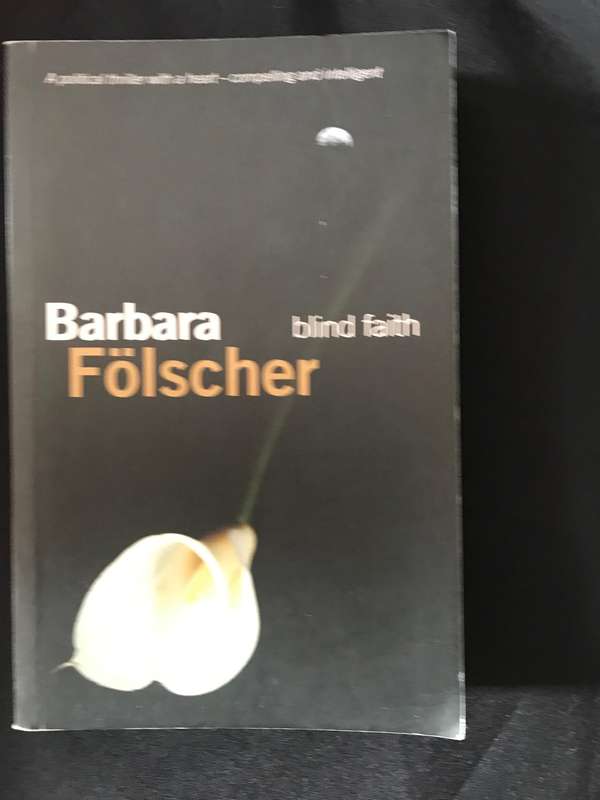 A political thriller with a heart – compelling and intelligent
Barbara
blind faith
Fölscher